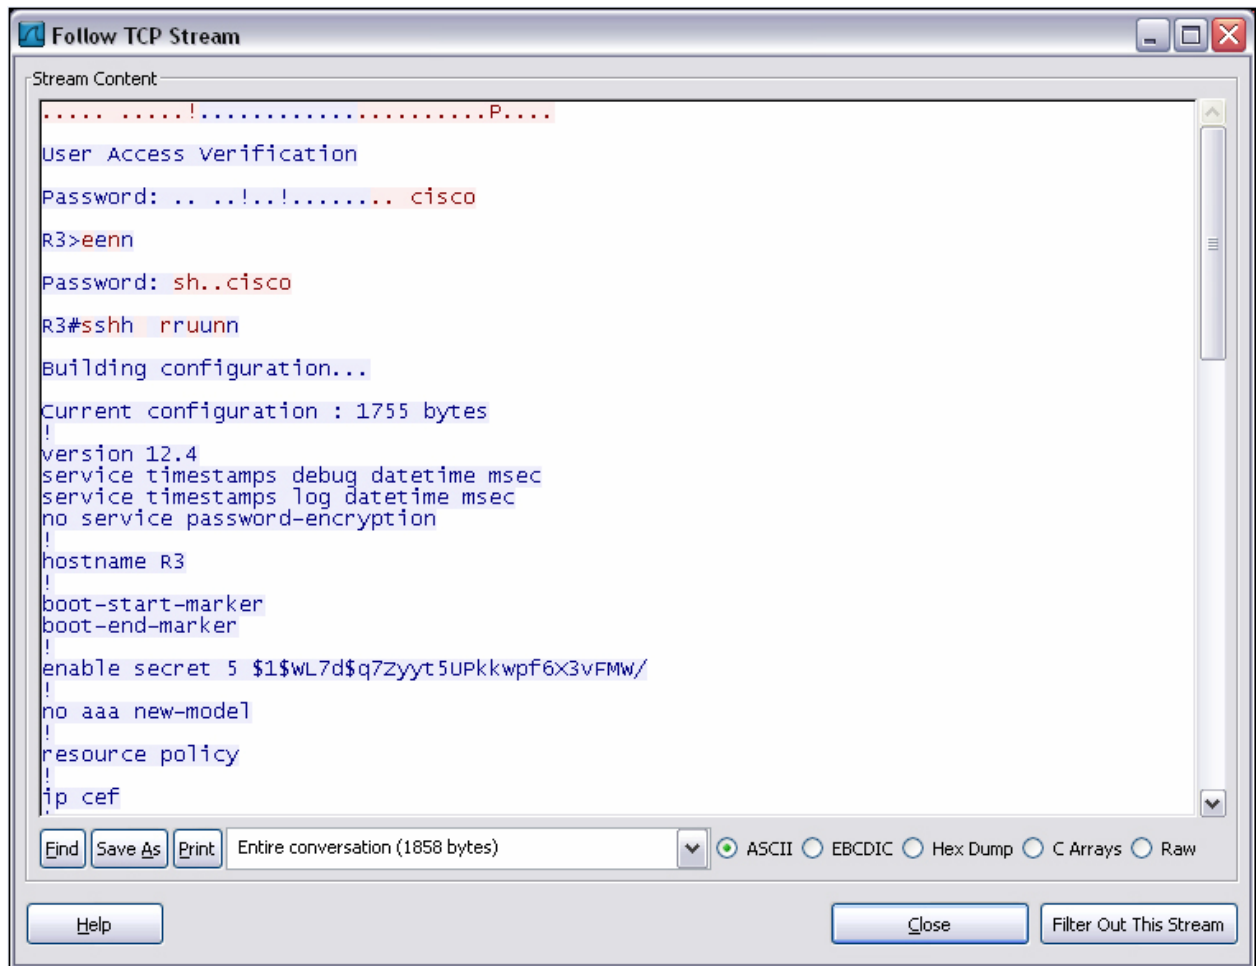 Follow TCP Stream
Stream Content
..... .....!.......................P....
User Access Verification
Password: .. ..!..!........ cisco
R3>eenn
Password: sh..cisco
R3#sshh  rruunn
Building configuration...
Current configuration : 1755 bytes
!
version 12.4
service timestamps debug datetime msec
service timestamps log datetime msec
no service password-encryption
!
hostname R3
!
boot-start-marker
boot-end-marker
!
enable secret 5 $1$wL7d$q7Zyyt5UPkkwpf6X3vFMW/
!
no aaa new-model
!
resource policy
!
ip cef
Find Save As Print Entire conversation (1858 bytes) ASCII EBCDIC Hex Dump C Arrays Raw
Help Close Filter Out This Stream